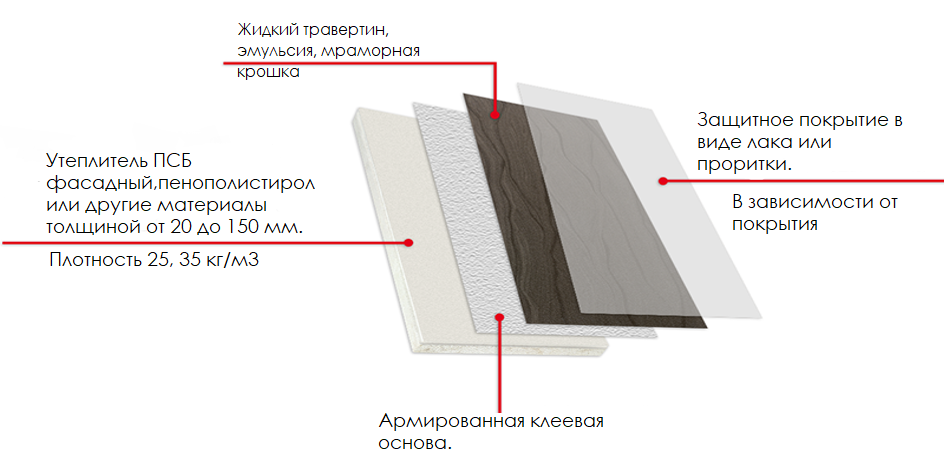 Жидкий травертин,
эмульсия, мраморная
крошка
Защитное покрытие в
виде лака или
проритки.
В зависимости от
покрытия
Утеплитель ПСБ
фасадный,пенополистирол
или другие материалы
толщиной от 20 до 150 мм.
Плотность 25, 35 кг/м3
Армированная клеевая
основа.